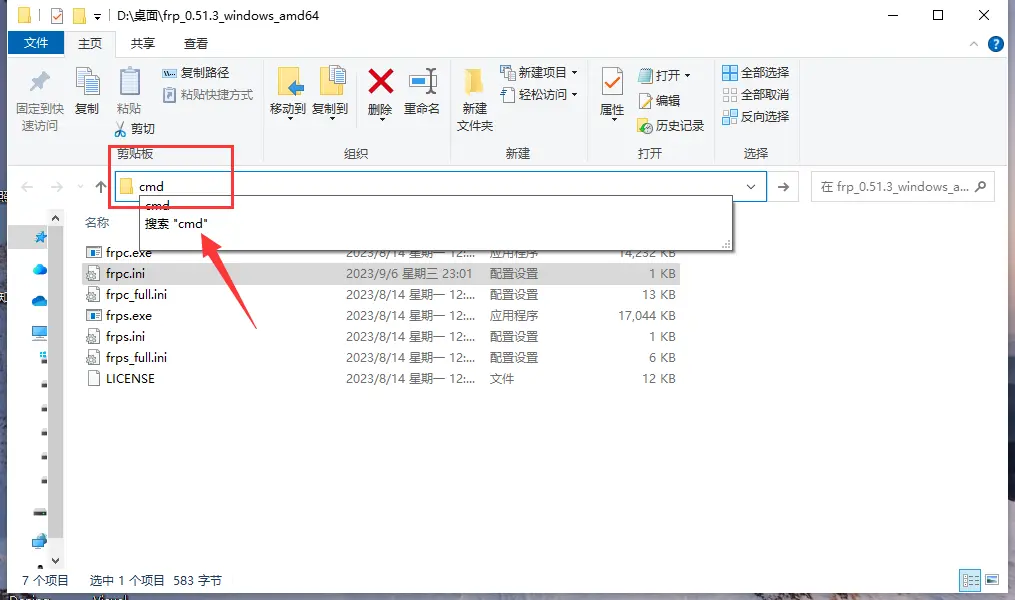 D:\桌面\frp_0.51.3_windows_amd64
文件 主页 共享 查看
固定到快速访问
复制
粘贴
复制路径
粘贴快捷方式
剪切
剪贴板
移动到 复制到 删除 重命名
组织
新建文件夹
新建项目
轻松访问
新建
属性
打开
编辑
历史记录
打开
全部选择
全部取消
反向选择
选择
cmd
在 frp_0.51.3_windows_a...
cmd
搜索 "cmd"
名称
frpc.exe 2023/8/14 星期一 12:... 应用程序 14,232 KB
frpc.ini 2023/9/6 星期三 23:01 配置设置 1 KB
frpc_full.ini 2023/8/14 星期一 12:... 配置设置 13 KB
frps.exe 2023/8/14 星期一 12:... 应用程序 17,044 KB
frps.ini 2023/8/14 星期一 12:... 配置设置 1 KB
frps_full.ini 2023/8/14 星期一 12:... 配置设置 6 KB
LICENSE 2023/8/14 星期一 12:... 文件 12 KB
7 个项目 选中 1 个项目 583 字节